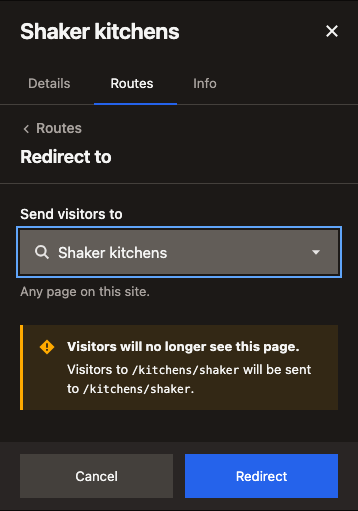 Shaker kitchens
Details Routes Info
Routes
Redirect to
Send visitors to
Shaker kitchens
Any page on this site.
Visitors will no longer see this page.
Visitors to /kitchens/shaker will be sent
to /kitchens/shaker.
Cancel Redirect